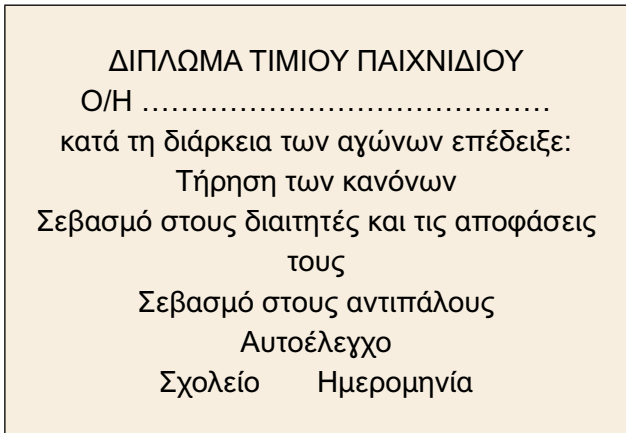 ΔΙΠΛΩΜΑ ΤΙΜΙΟΥ ΠΑΙΧΝΙΔΙΟΥ
Ο/Η ……………………………………
κατά τη διάρκεια των αγώνων επέδειξε:
Τήρηση των κανόνων
Σεβασμό στους διαιτητές και τις αποφάσεις
τους
Σεβασμό στους αντιπάλους
Αυτοέλεγχο
Σχολείο Ημερομηνία